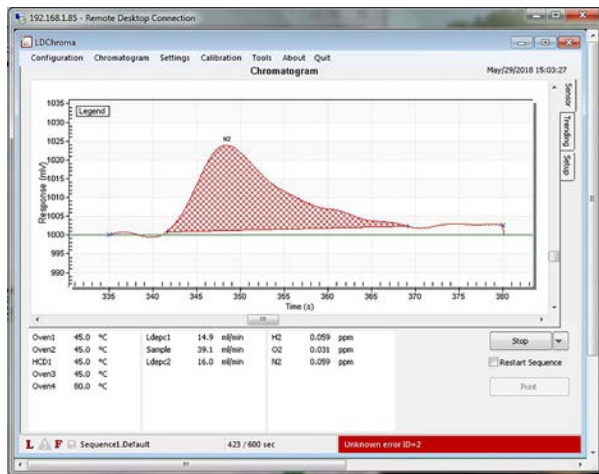 192.168.1.85 - Remote Desktop Connection
LDChroma
Configuration Chromatogram Settings Calibration Tools About Quit
Chromatogram May/29/2018 15:03:27
Sensor
Trending
Setup
Legend
N2
1035
1030
1025
1020
1015
1010
1005
1000
995
990
Response (mV)
335 340 345 350 355 360 365 370 375 380
Time (s)
Oven1 45.0 °C Ldepc1 14.9 ml/min H2 0.059 ppm
Oven2 45.0 °C Sample 39.1 ml/min O2 0.031 ppm
HCD1 45.0 °C Ldepc2 16.0 ml/min N2 0.059 ppm
Oven3 45.0 °C
Oven4 80.0 °C
Stop
Restart Sequence
Print
L F Sequence1.Default 423 / 600 sec Unknown error ID=2